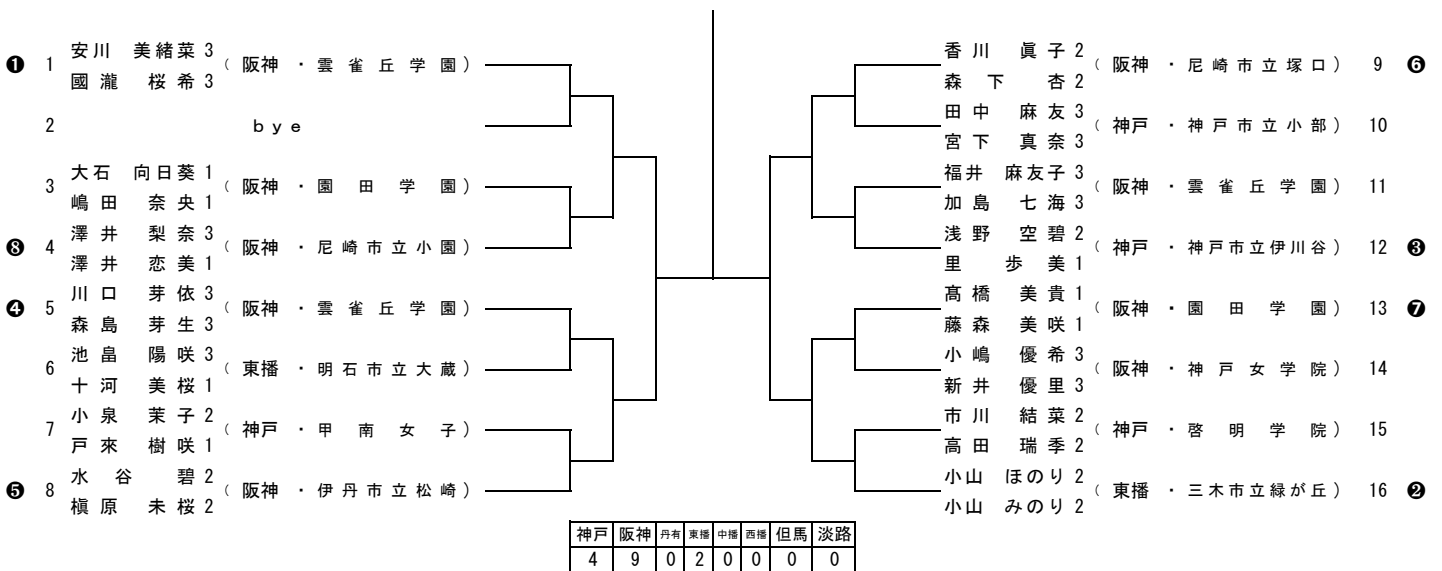 ❶ 1 安川 美緒菜 3 ( 阪神 ・ 雲雀丘学園 )
國瀧 桜希 3
2 bye
3 大石 向日葵 1 ( 阪神 ・ 園田学園 )
嶋田 奈央 1
❽ 4 澤井 梨奈 3 ( 阪神 ・ 尼崎市立小園 )
澤井 恋美 1
❹ 5 川口 芽依 3 ( 阪神 ・ 雲雀丘学園 )
森島 芽生 3
6 池畠 陽咲 3 ( 東播 ・ 明石市立大蔵 )
十河 美桜 1
7 小泉 茉子 2 ( 神戸 ・ 甲南女子 )
戸來 樹咲 1
❺ 8 水谷 碧 2 ( 阪神 ・ 伊丹市立松崎 )
槇原 未桜 2
香川 眞子 2 ( 阪神 ・ 尼崎市立塚口 ) 9 ❻
森下 杏 2
田中 麻友 3 ( 神戸 ・ 神戸市立小部 ) 10
宮下 真奈 3
福井 麻友子 3 ( 阪神 ・ 雲雀丘学園 ) 11
加島 七海 3
浅野 空碧 2 ( 神戸 ・ 神戸市立伊川谷 ) 12 ❸
里 歩美 1
髙橋 美貴 1 ( 阪神 ・ 園田学園 ) 13 ❼
藤森 美咲 1
小嶋 優希 3 ( 阪神 ・ 神戸女学院 ) 14
新井 優里 3
市川 結菜 2 ( 神戸 ・ 啓明学院 ) 15
高田 瑞季 2
小山 ほのり 2 ( 東播 ・ 三木市立緑が丘 ) 16 ❷
小山 みのり 2
神戸 阪神 丹有 東播 中播 西播 但馬 淡路
4 9 0 2 0 0 0 0